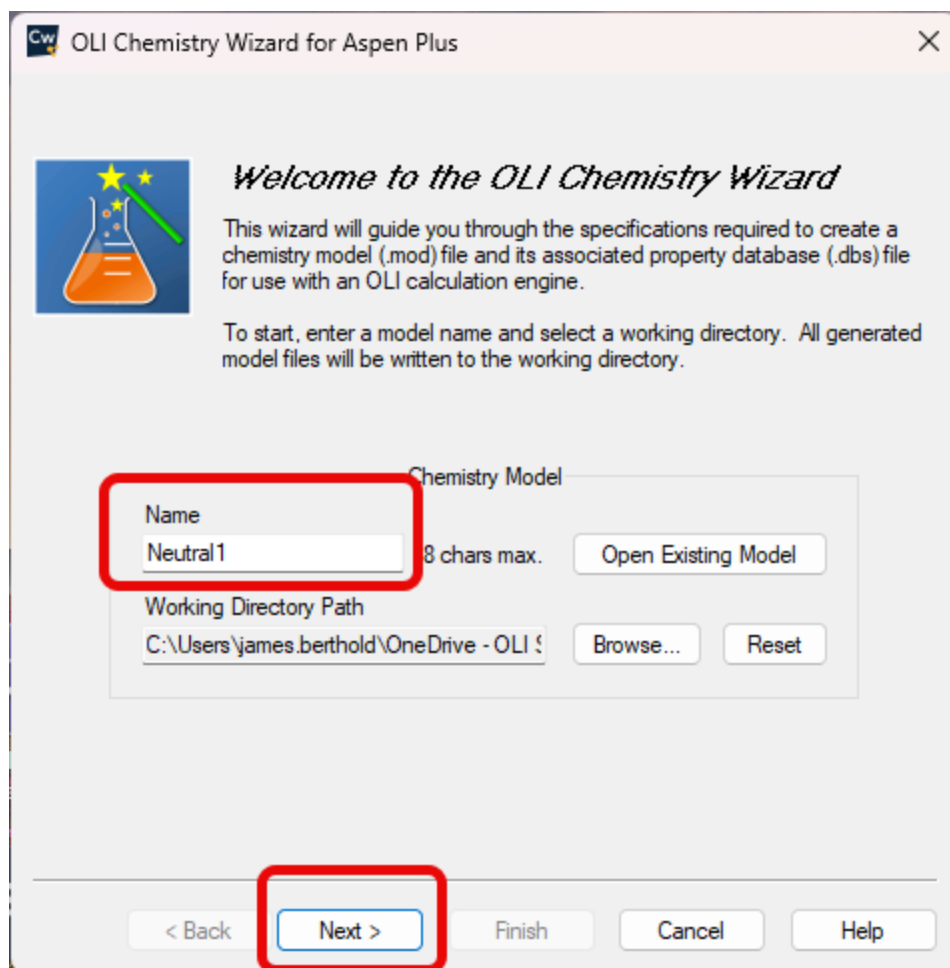 Cw OLI Chemistry Wizard for Aspen Plus
Welcome to the OLI Chemistry Wizard
This wizard will guide you through the specifications required to create a
chemistry model (.mod) file and its associated property database (.dbs) file
for use with an OLI calculation engine.
To start, enter a model name and select a working directory. All generated
model files will be written to the working directory.
Chemistry Model
Name
Neutral1 8 chars max. Open Existing Model
Working Directory Path
C:\Users\james.berthold\OneDrive - OLI Browse... Reset
< Back Next > Finish Cancel Help